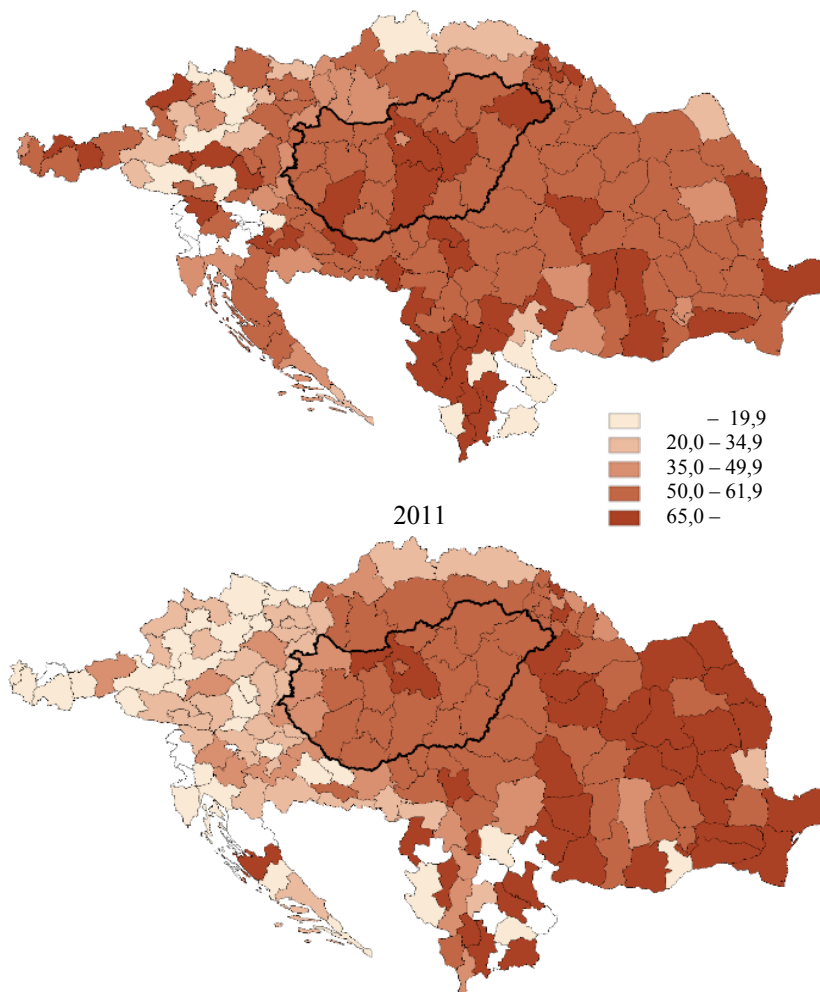 – 19,9
20,0 – 34,9
35,0 – 49,9
50,0 – 61,9
65,0 –
2011